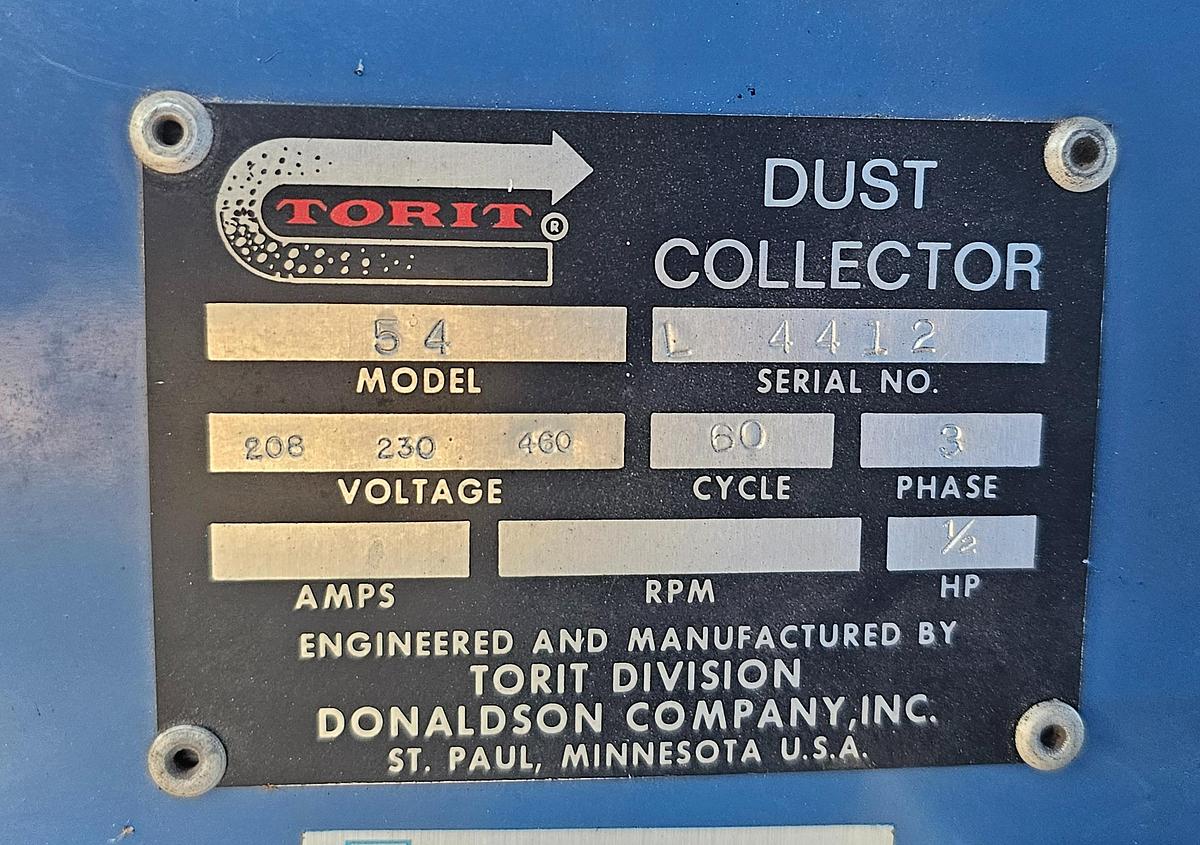 TORIT ®
DUST
COLLECTOR
54
L 4412
MODEL
SERIAL NO.
208 230 460
60
3
VOLTAGE
CYCLE
PHASE
½
AMPS
RPM
HP
ENGINEERED AND MANUFACTURED BY
TORIT DIVISION
DONALDSON COMPANY, INC.
ST. PAUL, MINNESOTA U.S.A.